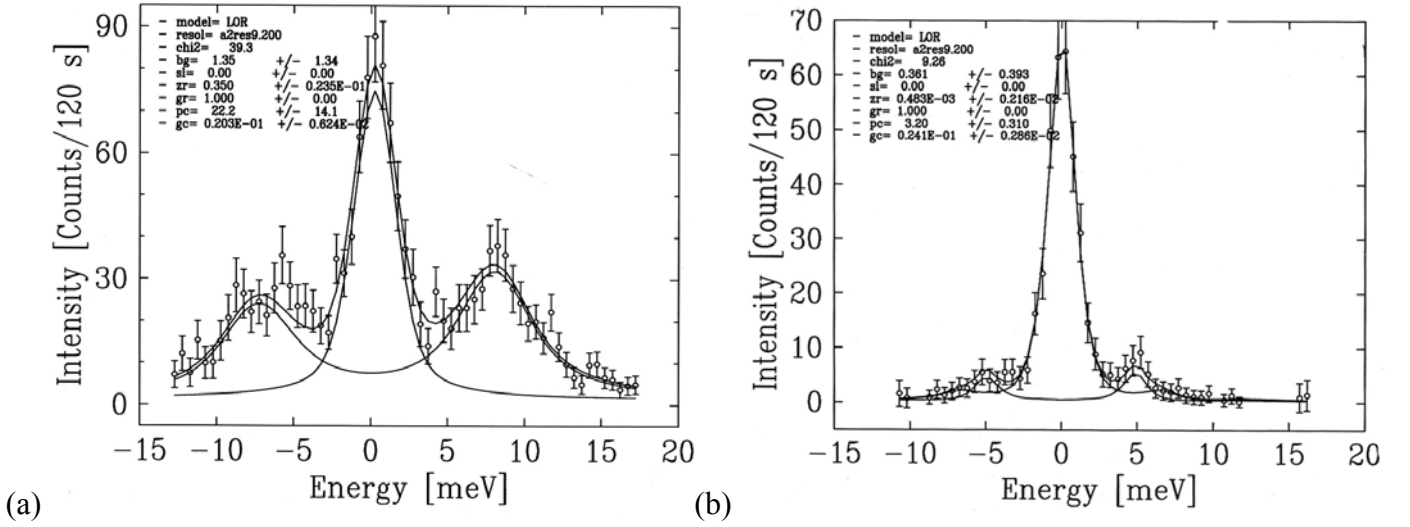 90
60
30
0
− model= LOR
− resol= a2res9.200
− chi2= 39.3
− bg= 1.35 +/− 1.34
− sl= 0.00 +/− 0.00
− zr= 0.350 +/− 0.235E-01
− gr= 1.000 +/− 0.00
− pc= 22.2 +/− 14.1
− gc= 0.203E-01 +/− 0.624E-02
Intensity [Counts/120 s]
−15 −10 −5 0 5 10 15 20
Energy [meV]
(a)
70
60
50
40
30
20
10
0
− model= LOR
− resol= a2res9.200
− chi2= 9.26
− bg= 0.361 +/− 0.393
− sl= 0.00 +/− 0.00
− zr= 0.483E-03 +/− 0.216E-02
− gr= 1.000 +/− 0.00
− pc= 3.20 +/− 0.310
− gc= 0.241E-01 +/− 0.286E-02
Intensity [Counts/120 s]
−15 −10 −5 0 5 10 15 20
Energy [meV]
(b)